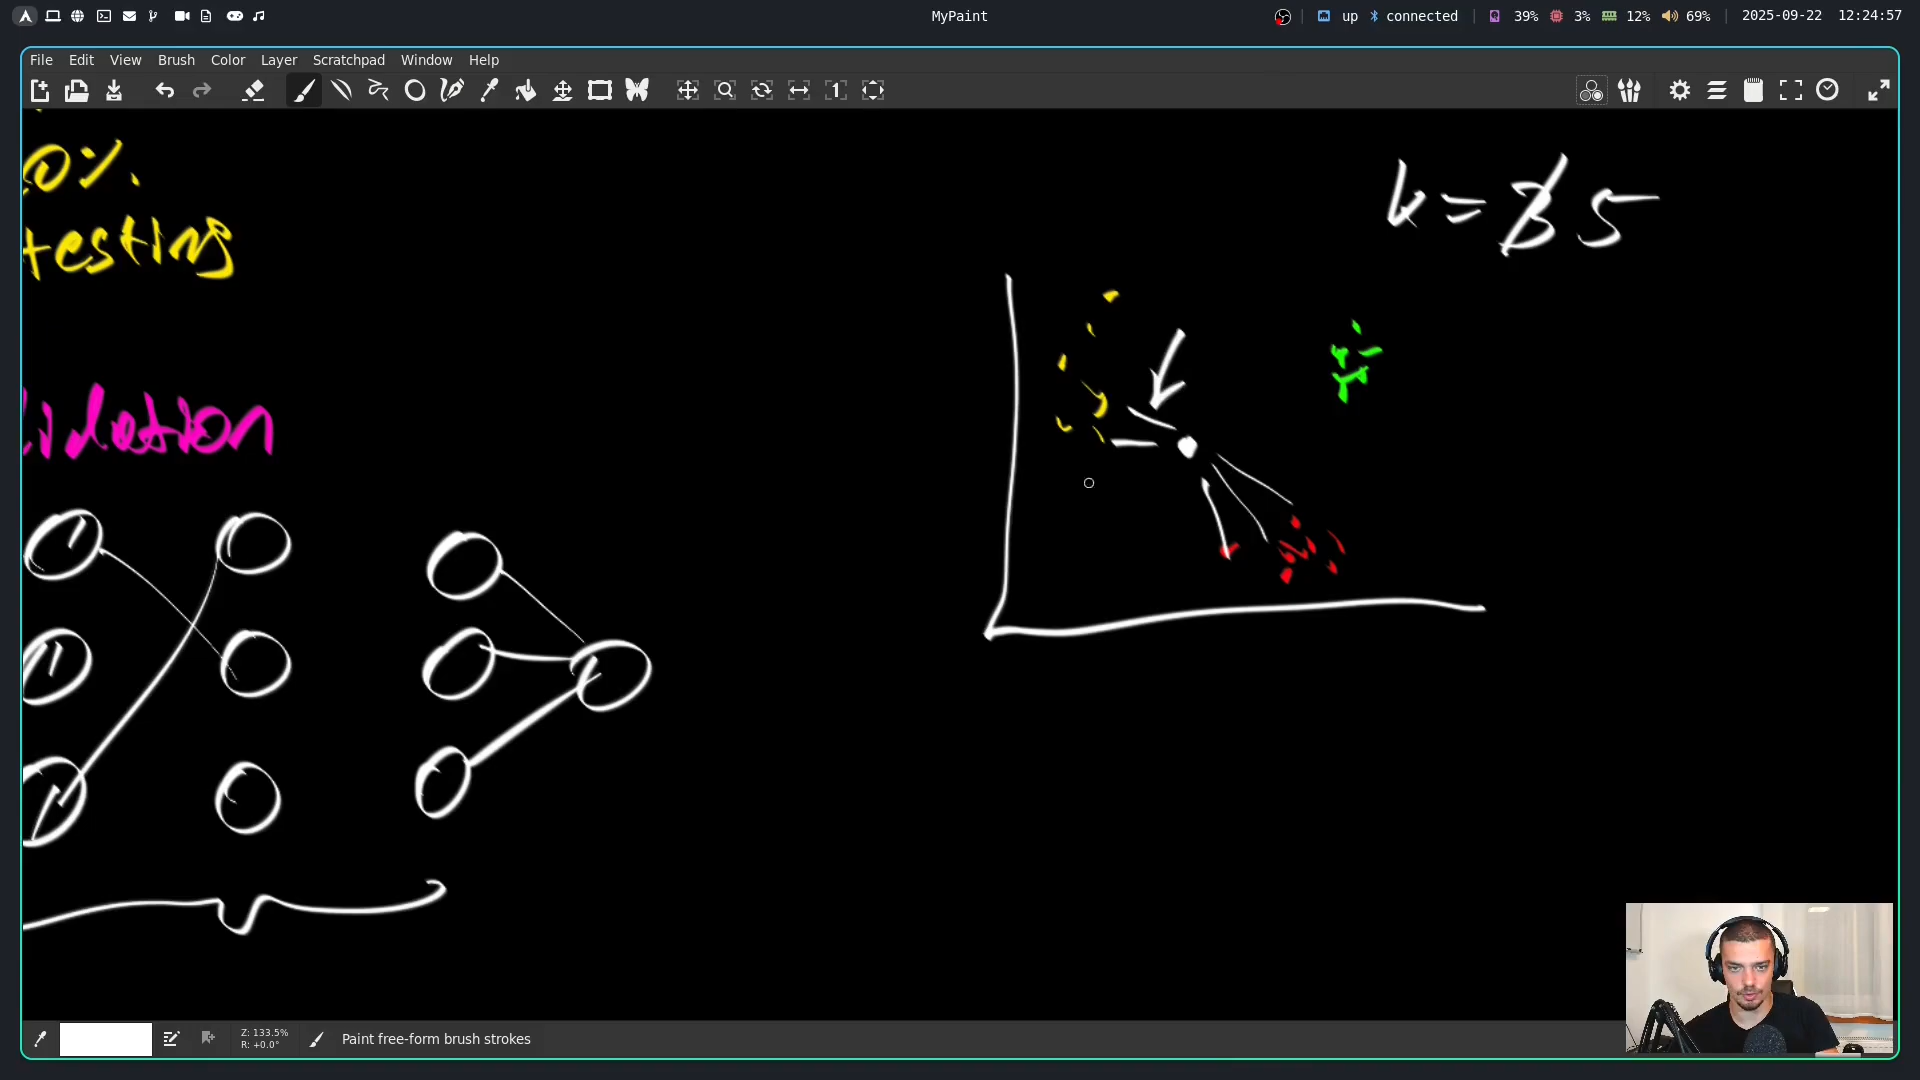 MyPaint
up connected 39% 3% 12% 69% 2025-09-22 12:24:57
File Edit View Brush Color Layer Scratchpad Window Help
0%.
testing
k = 5
lidation
Z: 133.5%
R: +0.0°
Paint free-form brush strokes